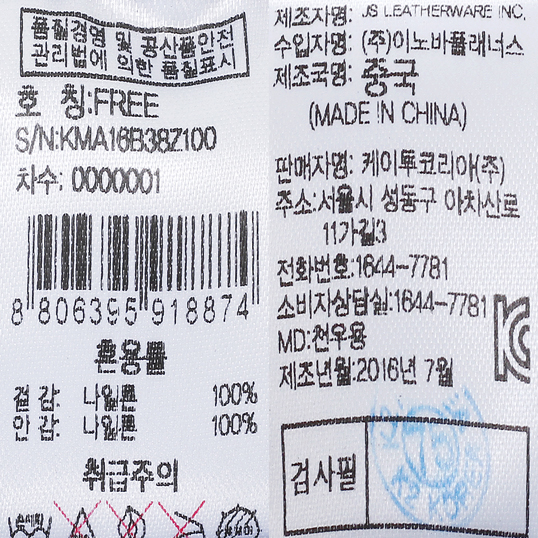 품질경영 및 공산품안전
관리법에 의한 품질표시
호 칭:FREE
S/N:KMA16B38Z100
차수: 0000001
8 806395 918874
혼용률
겉 감: 나일론 100%
안 감: 나일론 100%
취급주의
제조자명: JS LEATHERWARE INC.
수입자명: (주)이노바플래너스
제조국명: 중국
(MADE IN CHINA)
판매자명: 케이투코리아(주)
주소:서울시 성동구 아차산로
11가길3
전화번호:1644-7781
소비자상담실:1644-7781
MD:천우용
제조년월:2016년 7월
검사필